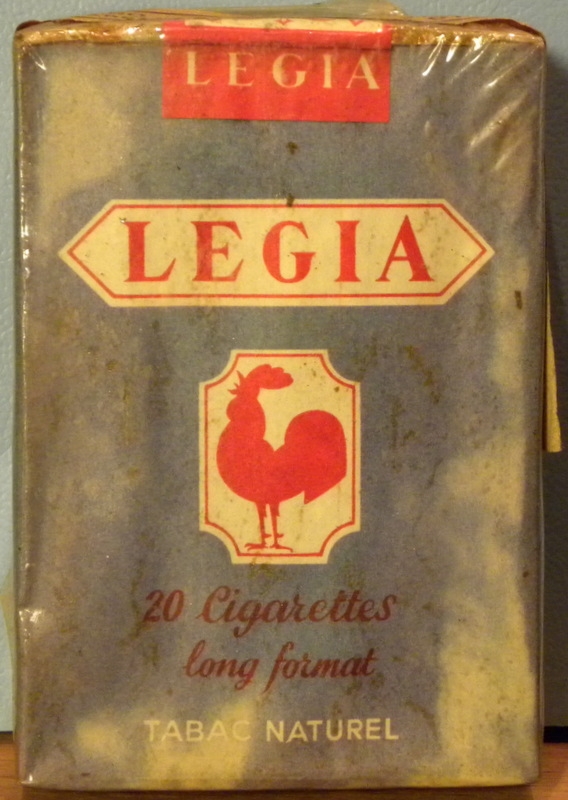 LEGIA
LEGIA
20 Cigarettes
long format
TABAC NATUREL